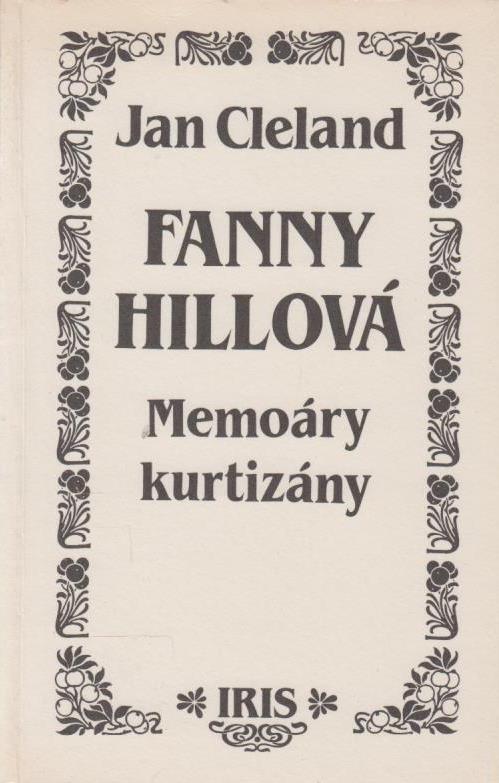 Jan Cleland
FANNY
HILLOVÁ
Memoáry
kurtizány
IRIS